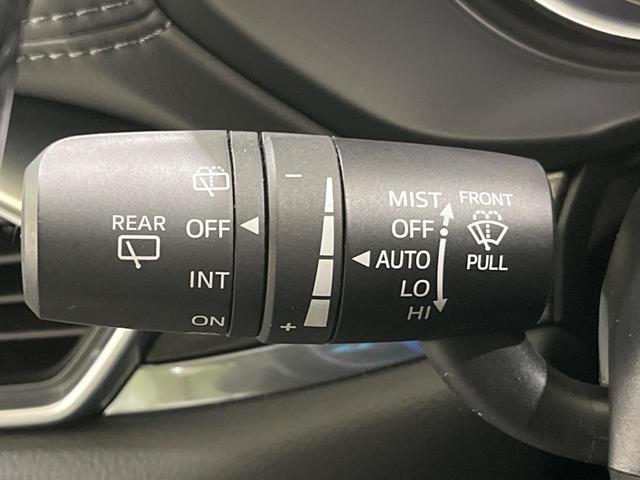 REAR
OFF
INT
ON
−
+
MIST
OFF
AUTO
LO
HI
FRONT
PULL